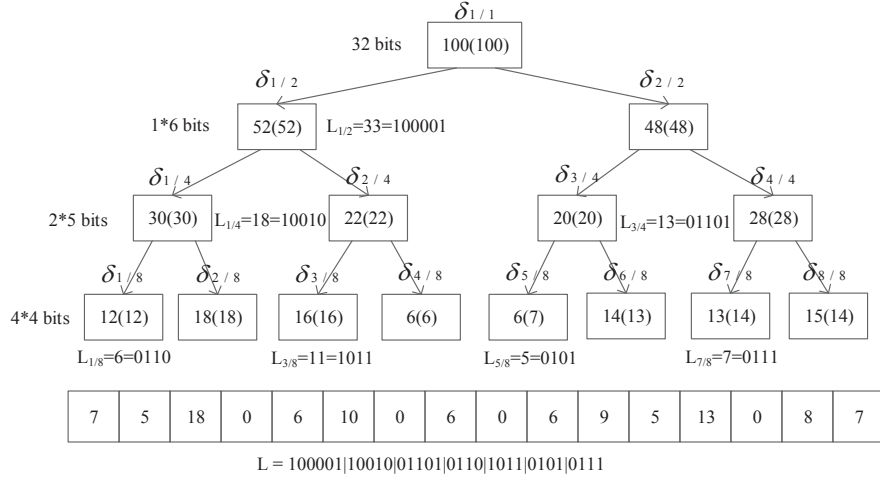 δ1/1
32 bits
100(100)
δ1/2
δ2/2
1*6 bits
52(52)
L1/2=33=100001
48(48)
δ1/4
δ2/4
δ3/4
δ4/4
2*5 bits
30(30)
L1/4=18=10010
22(22)
20(20)
L3/4=13=01101
28(28)
δ1/8
δ2/8
δ3/8
δ4/8
δ5/8
δ6/8
δ7/8
δ8/8
4*4 bits
12(12)
18(18)
16(16)
6(6)
6(7)
14(13)
13(14)
15(14)
L1/8=6=0110
L3/8=11=1011
L5/8=5=0101
L7/8=7=0111
7 5 18 0 6 10 0 6 0 6 9 5 13 0 8 7
L = 100001|10010|01101|0110|1011|0101|0111